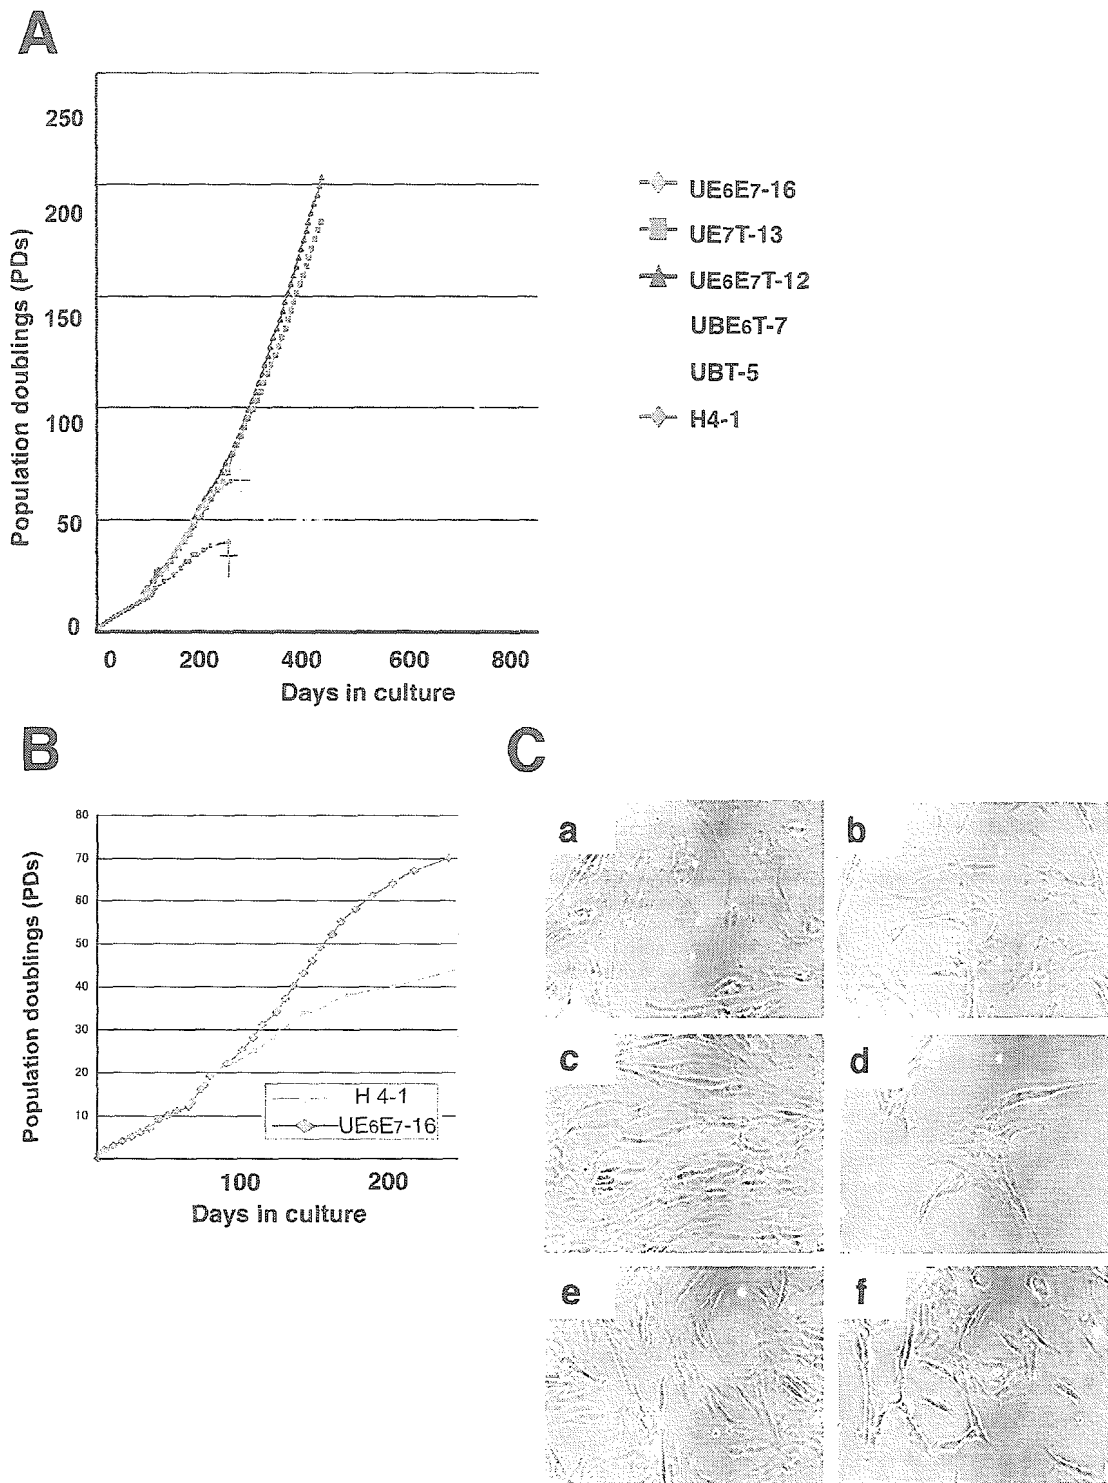 A
250
200
150
100
50
0
Population doublings (PDs)
0 200 400 600 800
Days in culture
UE6E7-16
UE7T-13
UE6E7T-12
UBE6T-7
UBT-5
H4-1
B
80
70
60
50
40
30
20
10
Population doublings (PDs)
H 4-1
UE6E7-16
100 200
Days in culture
C
a
b
c
d
e
f